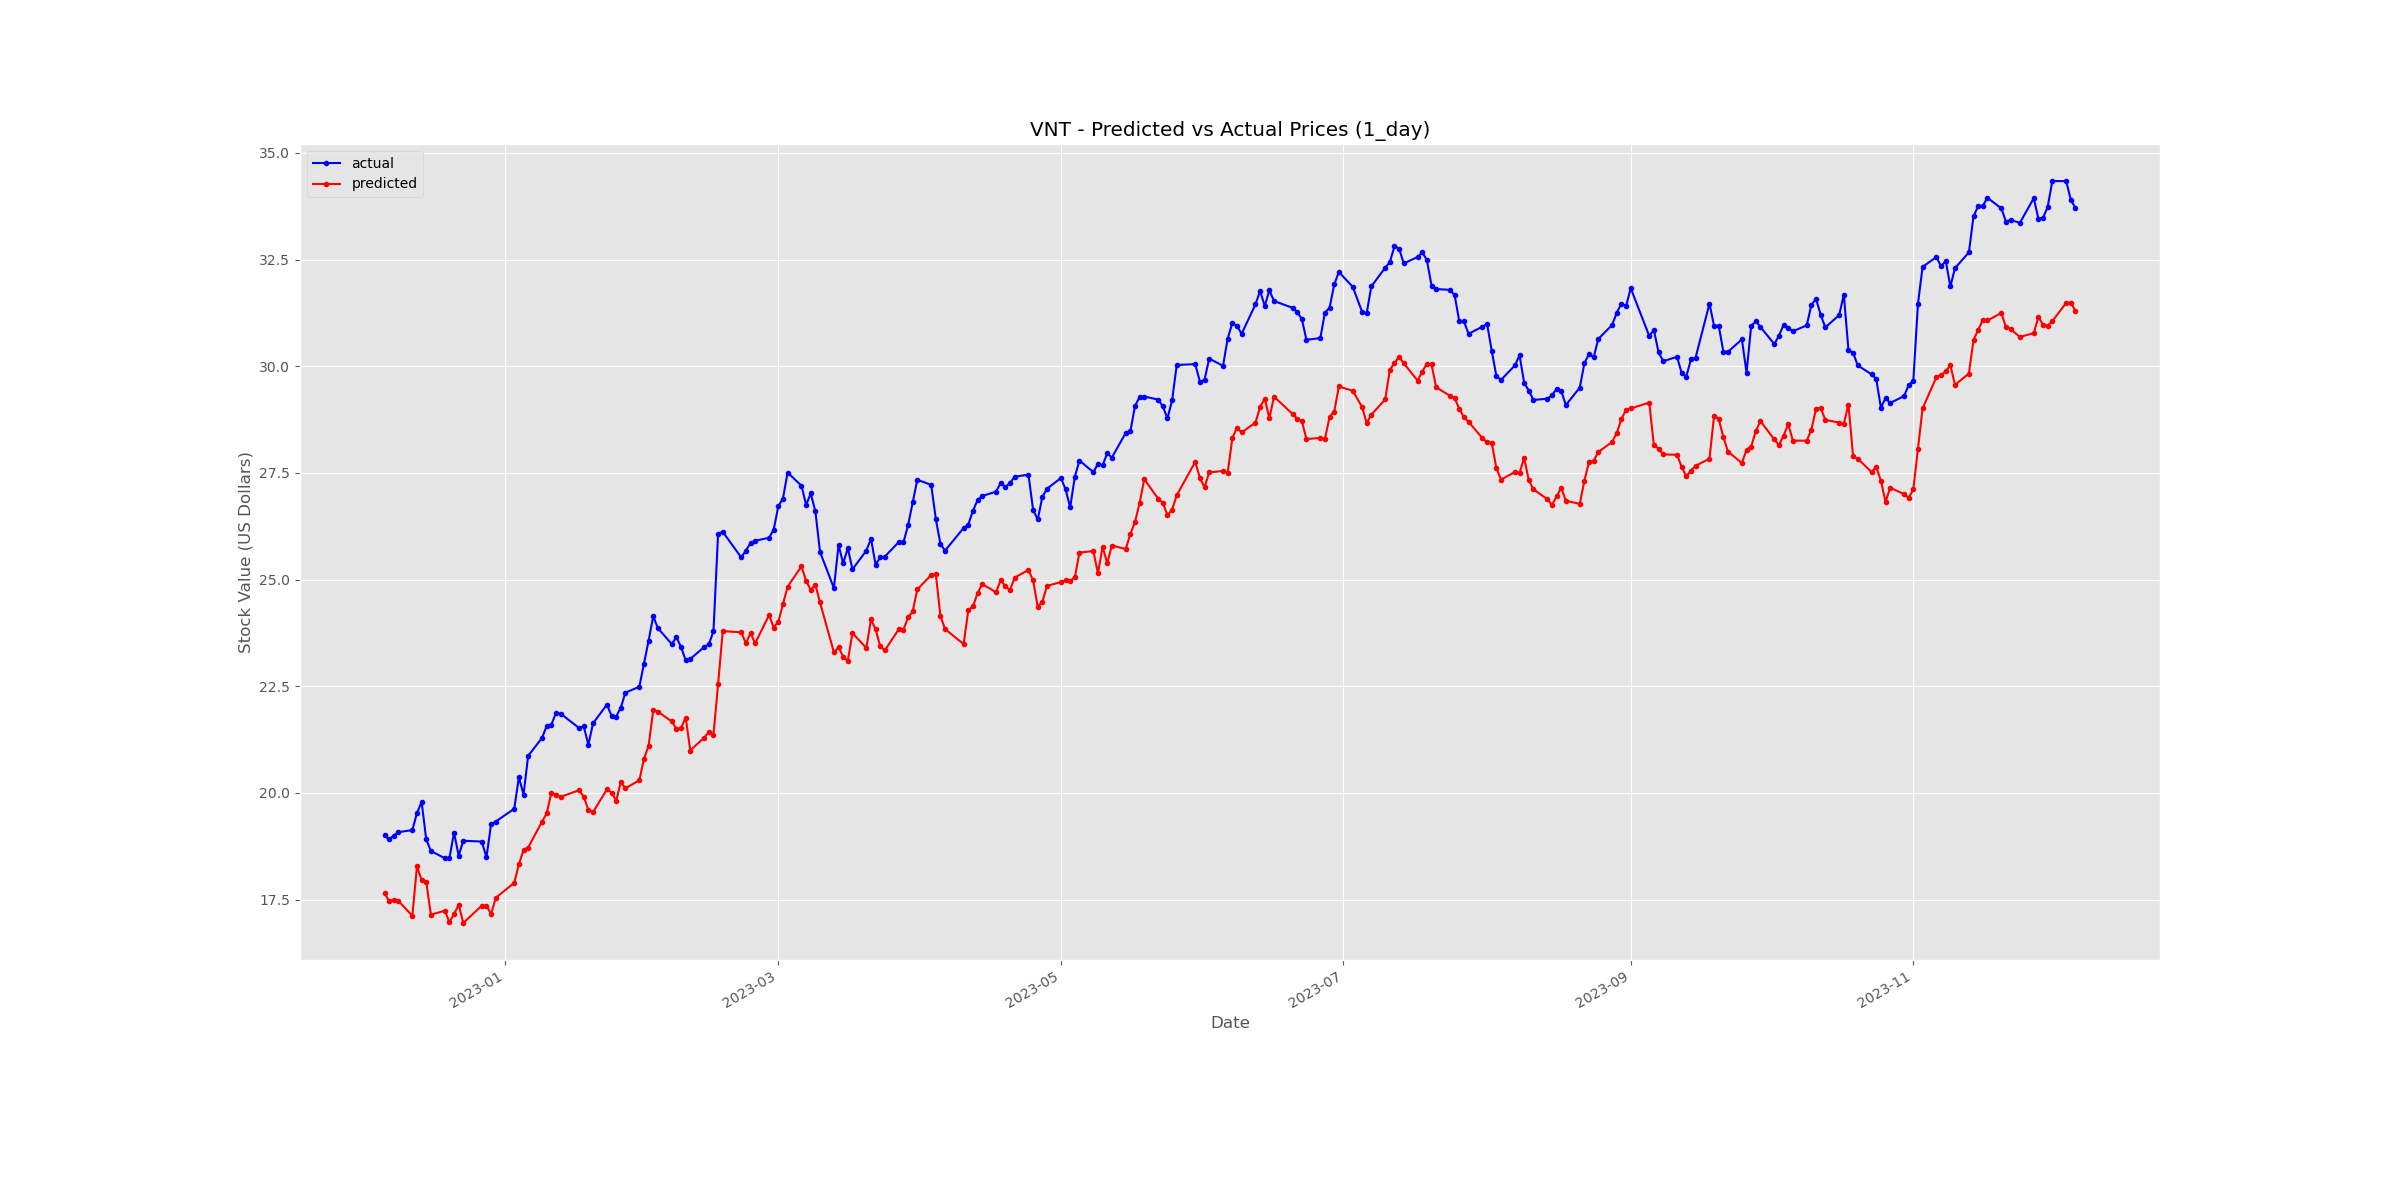 VNT - Predicted vs Actual Prices (1_day)
actual
predicted
35.0
32.5
30.0
27.5
25.0
22.5
20.0
17.5
Stock Value (US Dollars)
2023-01
2023-03
2023-05
2023-07
2023-09
2023-11
Date